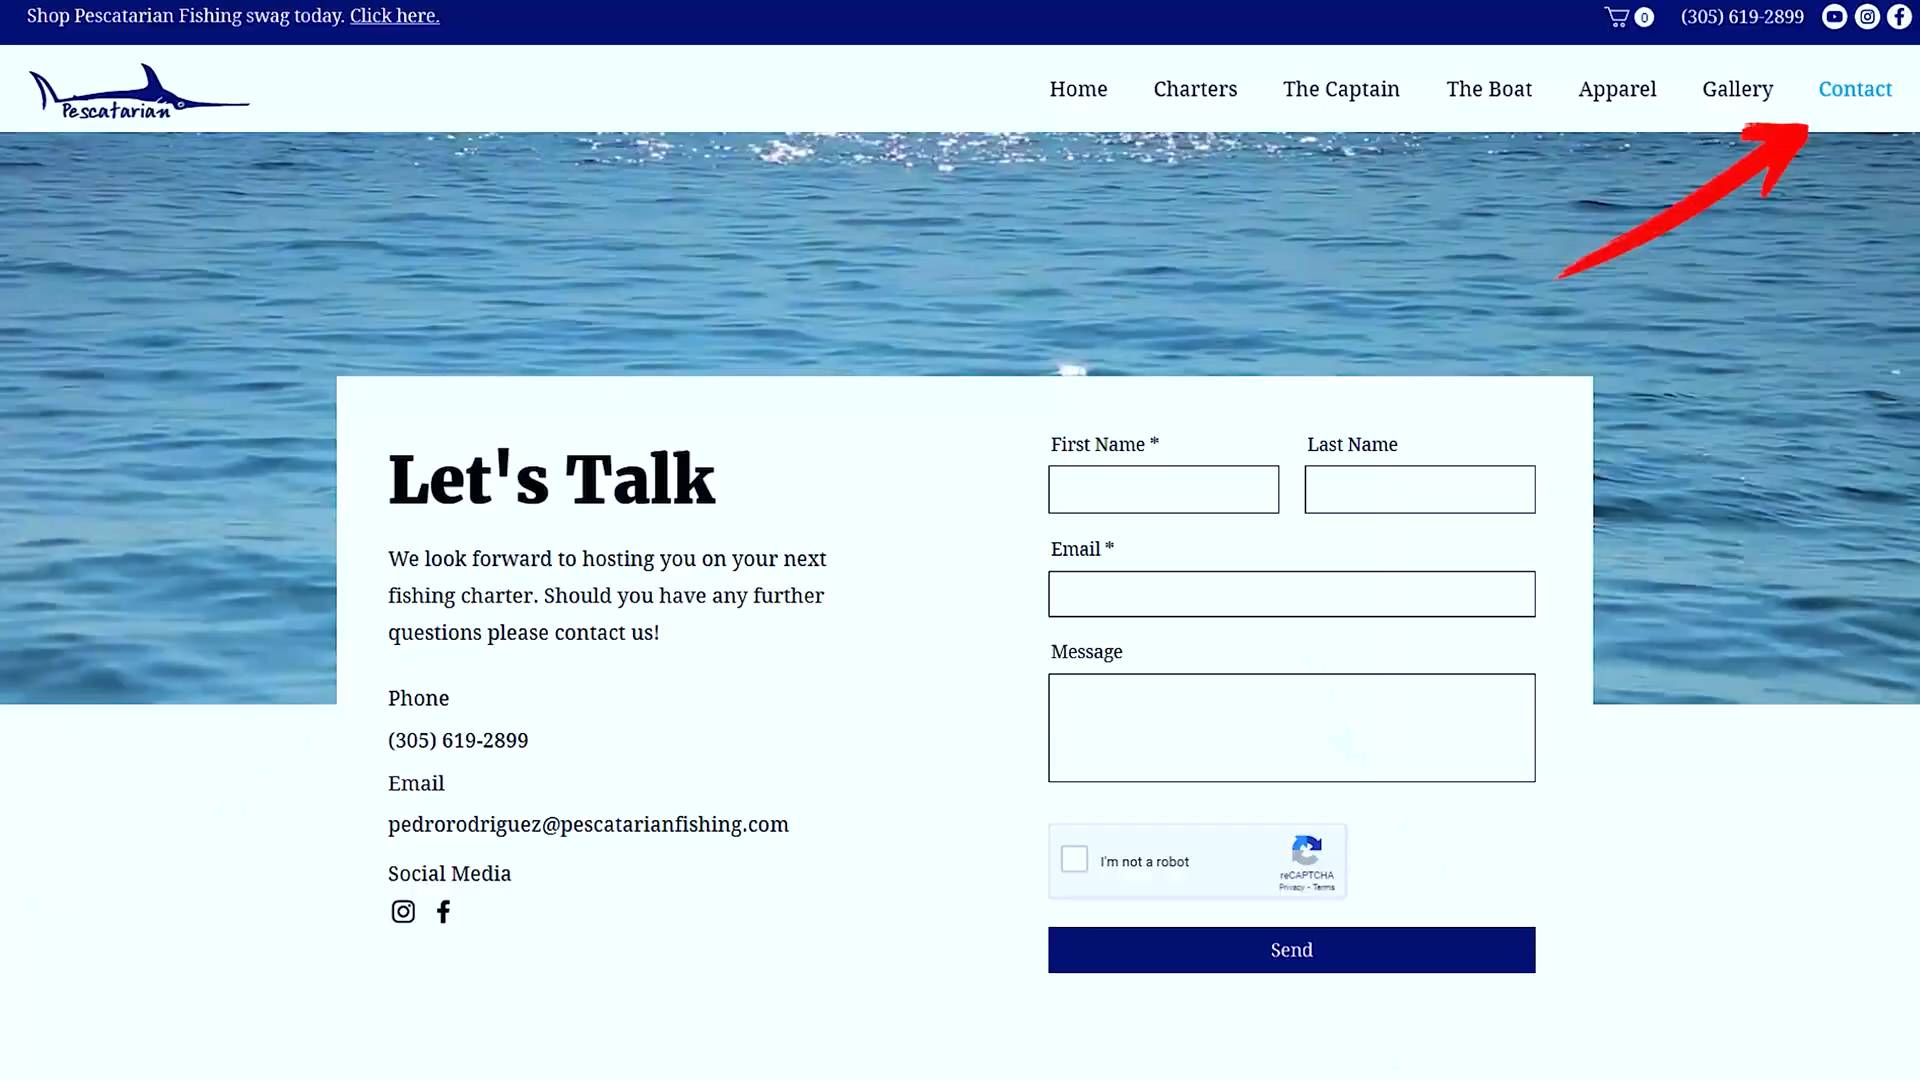 Shop Pescatarian Fishing swag today. Click here.
0
(305) 619-2899
Pescatarian
Home
Charters
The Captain
The Boat
Apparel
Gallery
Contact
Let's Talk
We look forward to hosting you on your next
fishing charter. Should you have any further
questions please contact us!
Phone
(305) 619-2899
Email
pedrorodriguez@pescatarianfishing.com
Social Media
First Name *
Last Name
Email *
Message
I'm not a robot
reCAPTCHA
Privacy - Terms
Send